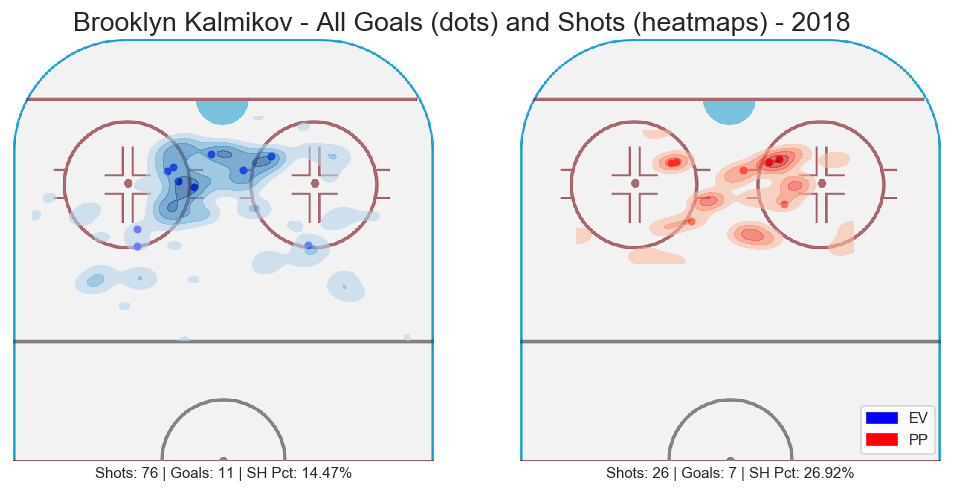 Brooklyn Kalmikov - All Goals (dots) and Shots (heatmaps) - 2018
EV
PP
Shots: 76 | Goals: 11 | SH Pct: 14.47%
Shots: 26 | Goals: 7 | SH Pct: 26.92%